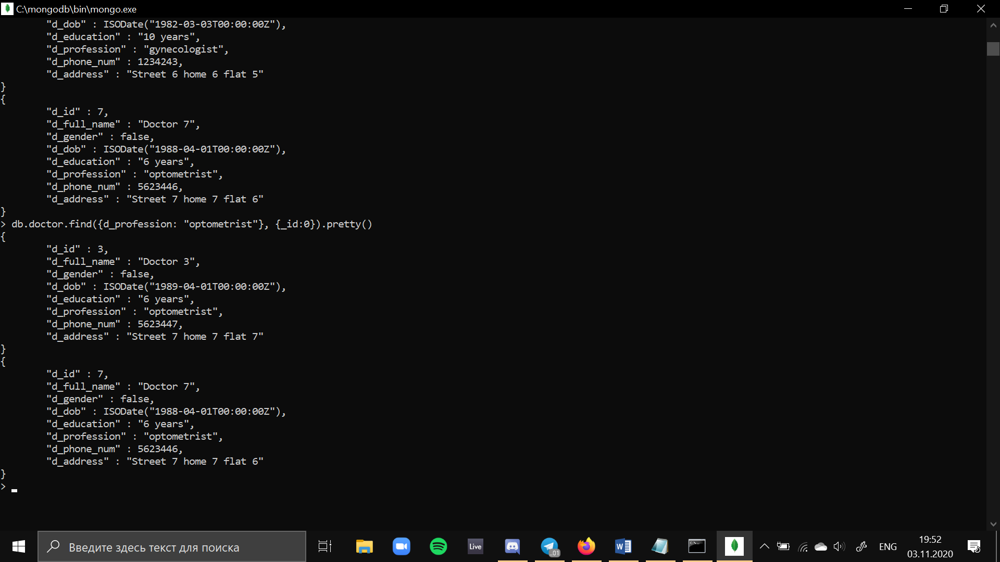 C:\mongodb\bin\mongo.exe
"d_dob" : ISODate("1982-03-03T00:00:00Z"),
"d_education" : "10 years",
"d_profession" : "gynecologist",
"d_phone_num" : 1234243,
"d_address" : "Street 6 home 6 flat 5"
}
{
"d_id" : 7,
"d_full_name" : "Doctor 7",
"d_gender" : false,
"d_dob" : ISODate("1988-04-01T00:00:00Z"),
"d_education" : "6 years",
"d_profession" : "optometrist",
"d_phone_num" : 5623446,
"d_address" : "Street 7 home 7 flat 6"
}
> db.doctor.find({d_profession: "optometrist"}, {_id:0}).pretty()
{
"d_id" : 3,
"d_full_name" : "Doctor 3",
"d_gender" : false,
"d_dob" : ISODate("1989-04-01T00:00:00Z"),
"d_education" : "6 years",
"d_profession" : "optometrist",
"d_phone_num" : 5623447,
"d_address" : "Street 7 home 7 flat 7"
}
{
"d_id" : 7,
"d_full_name" : "Doctor 7",
"d_gender" : false,
"d_dob" : ISODate("1988-04-01T00:00:00Z"),
"d_education" : "6 years",
"d_profession" : "optometrist",
"d_phone_num" : 5623446,
"d_address" : "Street 7 home 7 flat 6"
}
>
Введите здесь текст для поиска
Live
..01
W
ENG
19:52
03.11.2020